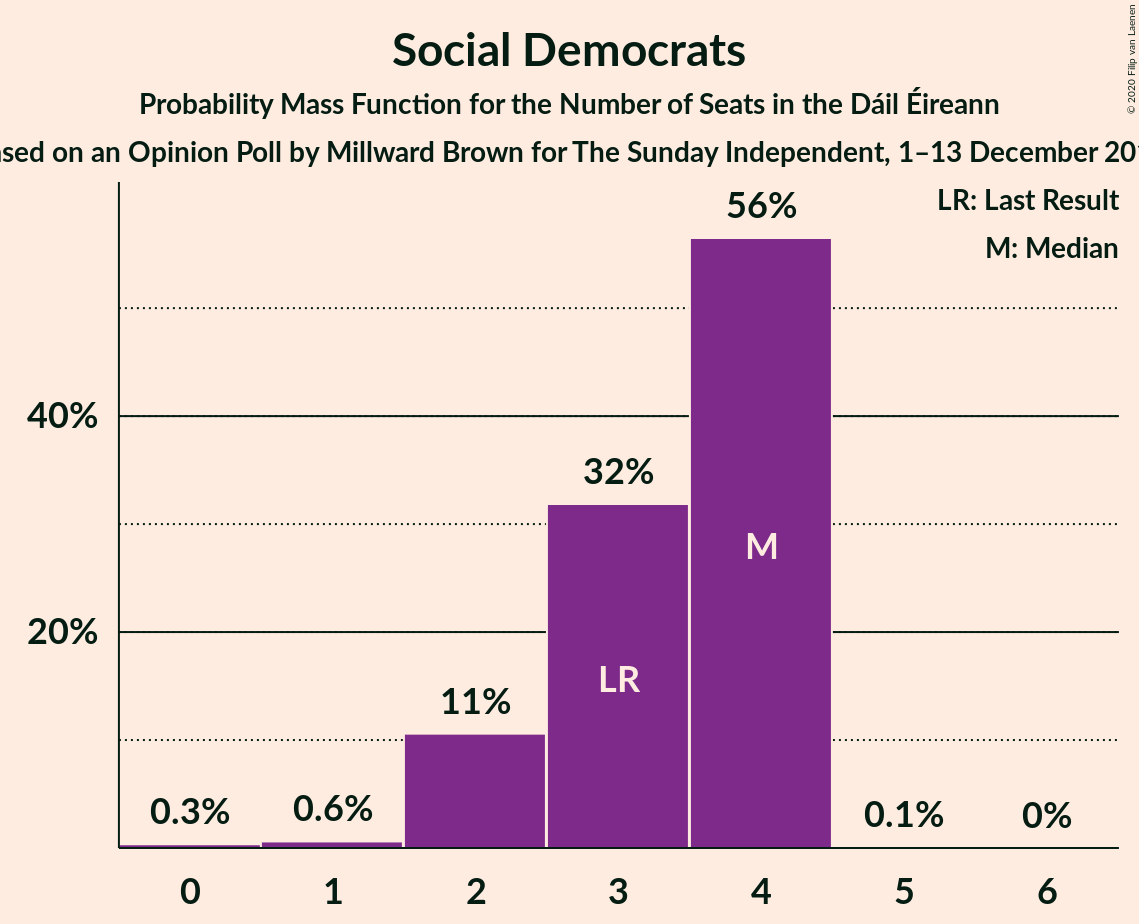 Social Democrats
Probability Mass Function for the Number of Seats in the Dáil Éireann
on an Opinion Poll by Millward Brown for The Sunday Independent, 1–13 December
© 2020 Filip van Laenen
LR: Last Result
M: Median
56%
40%
32%
M
20%
LR
11%
0.3%
0.6%
0.1%
0%
0 1 2 3 4 5 6